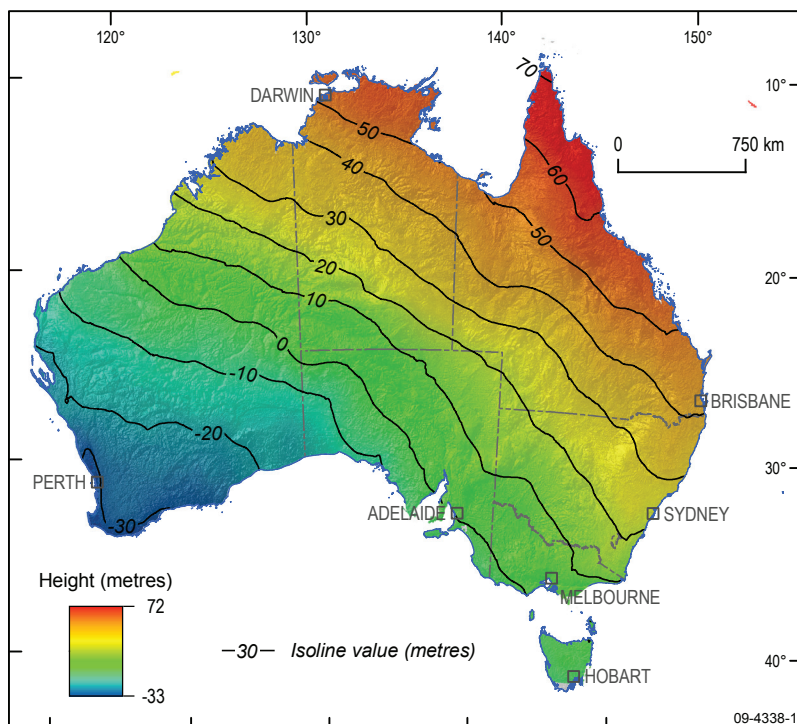 120° 130° 140° 150°
70
10°
DARWIN
50
0 750 km
40
60
30
50
20°
20
10
0
-10
BRISBANE
-20
30°
PERTH
ADELAIDE
SYDNEY
-30
Height (metres)
72
MELBOURNE
-30 Isoline value (metres)
40°
HOBART
-33
09-4338-1